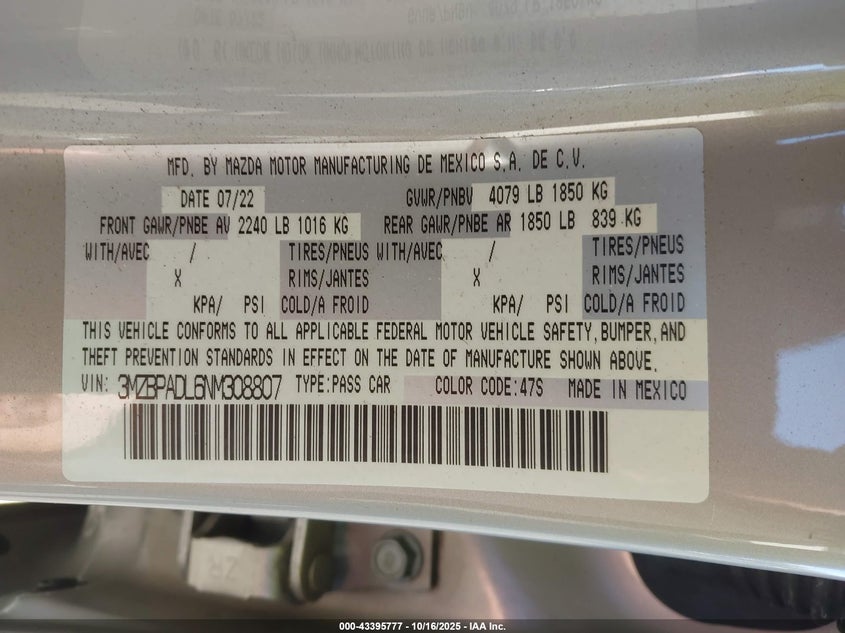 MFD. BY MAZDA MOTOR MANUFACTURING DE MEXICO S.A. DE C.V.
DATE 07/22 GVWR/PNBV 4079 LB 1850 KG
FRONT GAWR/PNBE AV 2240 LB 1016 KG REAR GAWR/PNBE AR 1850 LB 839 KG
WITH/AVEC / TIRES/PNEUS WITH/AVEC / TIRES/PNEUS
X RIMS/JANTES X RIMS/JANTES
KPA/ PSI COLD/A FROID KPA/ PSI COLD/A FROID
THIS VEHICLE CONFORMS TO ALL APPLICABLE FEDERAL MOTOR VEHICLE SAFETY, BUMPER, AND
THEFT PREVENTION STANDARDS IN EFFECT ON THE DATE OF MANUFACTURE SHOWN ABOVE.
VIN: 3MZBPADL6NM308807 TYPE:PASS CAR COLOR CODE:47S MADE IN MEXICO
ZR
000-43395777 - 10/16/2025 - IAA Inc.